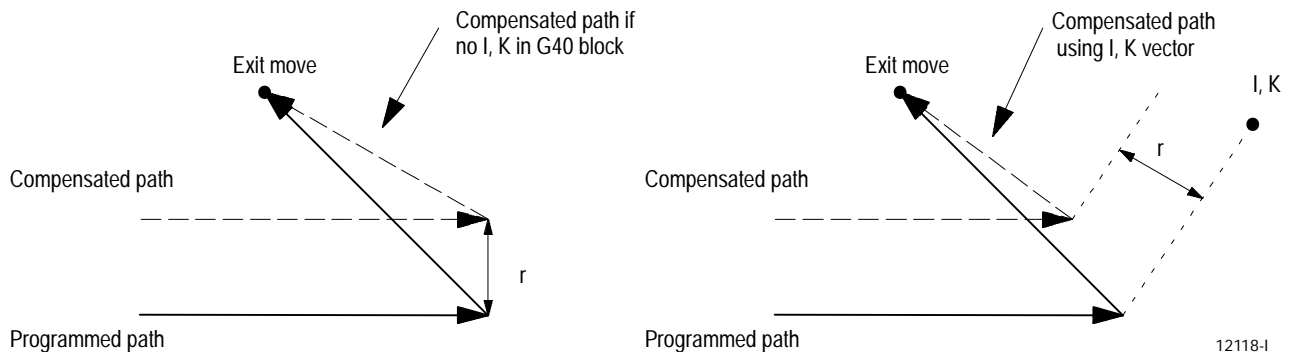 Compensated path if
no I, K in G40 block
Exit move
Compensated path
r
Programmed path
Compensated path
using I, K vector
Exit move
I, K
r
Compensated path
Programmed path
12118-I